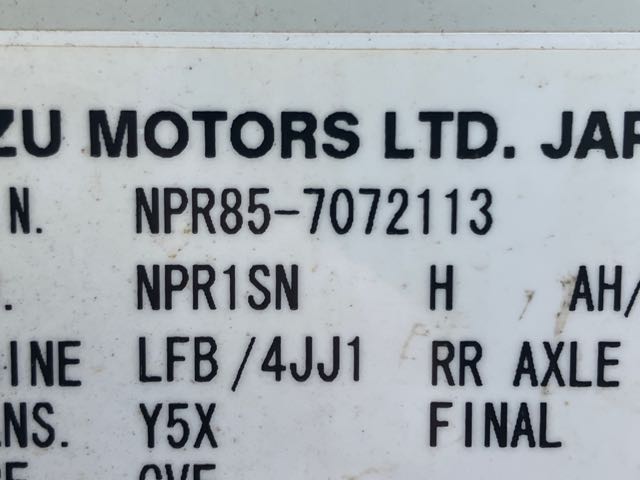 ZU MOTORS LTD. JAP
N. NPR85-7072113
. NPR1SN H AH/
INE LFB/4JJ1 RR AXLE
NS. Y5X FINAL